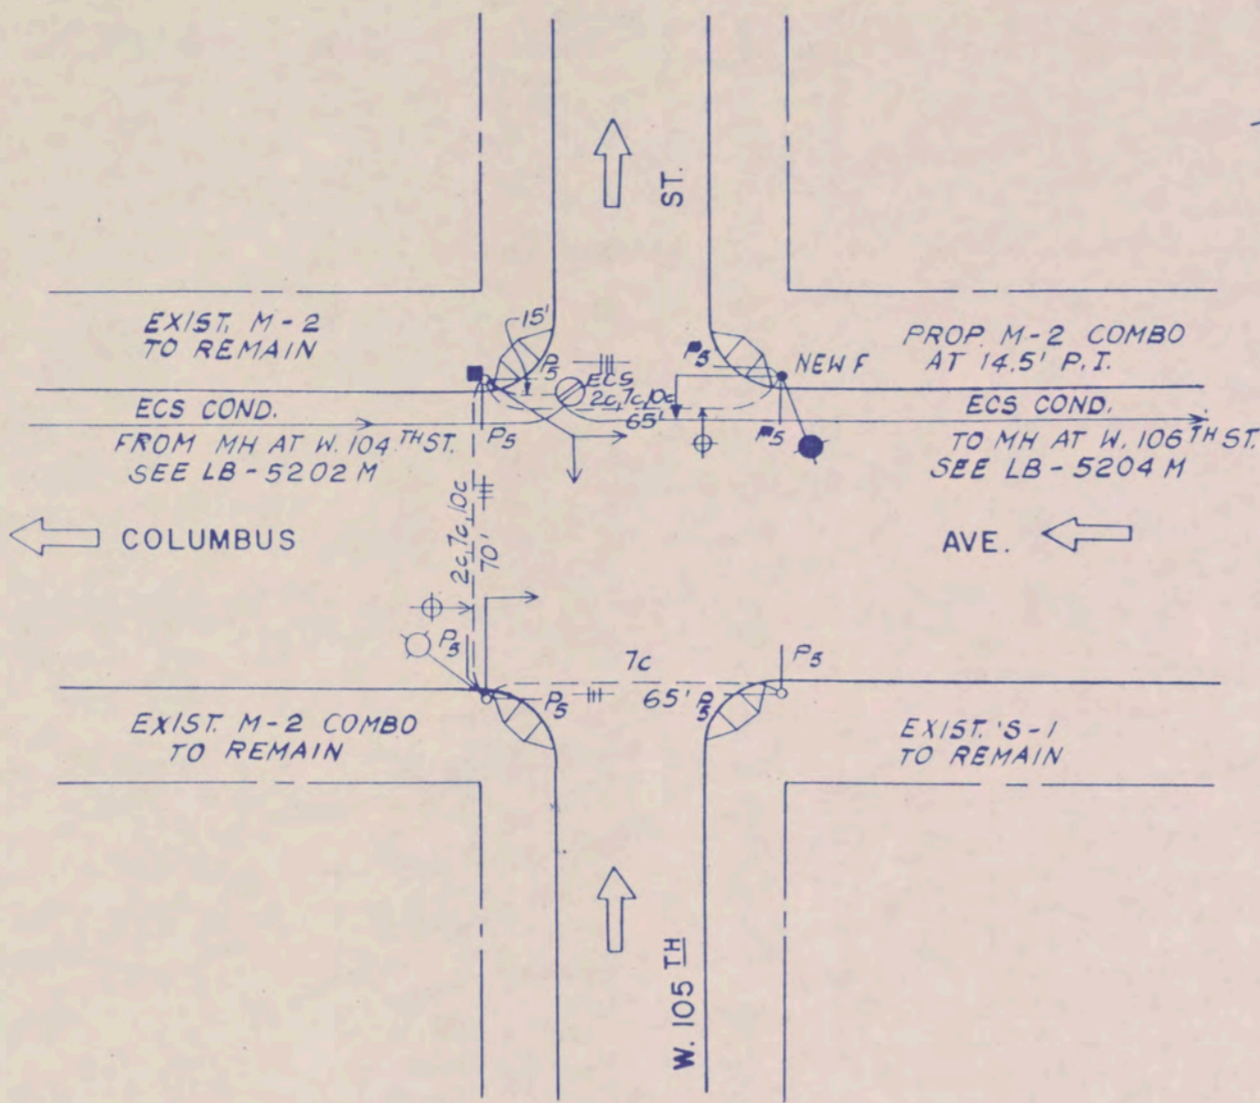 ST.
EXIST. M-2
TO REMAIN
15'
P5
ECS
2c,7c,10c
65'
P5
NEW F
PROP. M-2 COMBO
AT 14.5' P.I.
ECS COND.
FROM MH AT W. 104TH ST.
SEE LB-5202 M
P5
P5
ECS COND.
TO MH AT W. 106TH ST.
SEE LB-5204 M
COLUMBUS
AVE.
2c,7c,10c
70'
P5
P5
7c
65'
P5
P5
EXIST. M-2 COMBO
TO REMAIN
EXIST. S-1
TO REMAIN
W. 105 TH